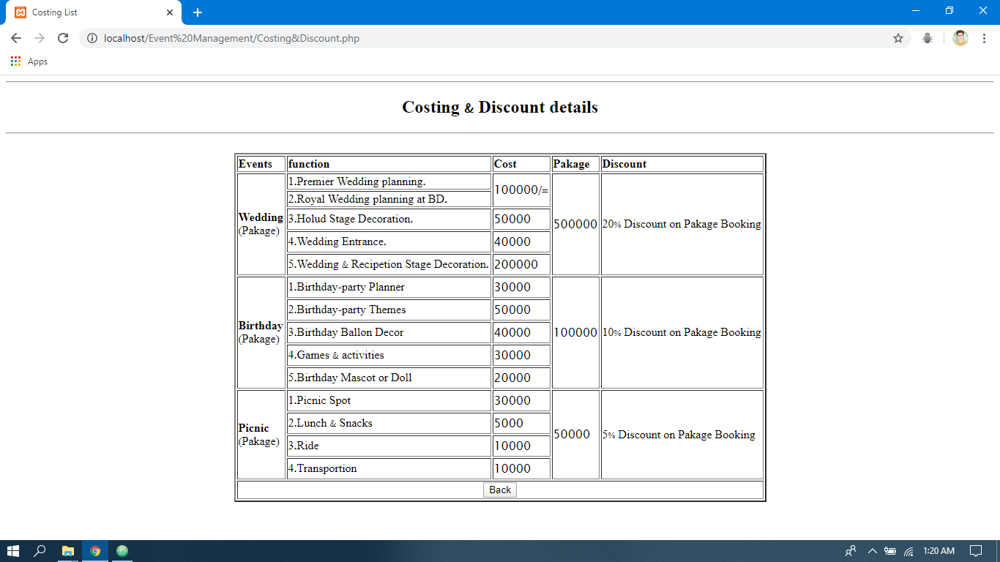 Costing List
localhost/Event%20Management/Costing&Discount.php
Apps
Costing & Discount details
Events function Cost Pakage Discount
Wedding
(Pakage)
1.Premier Wedding planning.
2.Royal Wedding planning at BD.
100000/=
3.Holud Stage Decoration. 50000
4.Wedding Entrance. 40000
5.Wedding & Recipetion Stage Decoration. 200000
500000
20% Discount on Pakage Booking
Birthday
(Pakage)
1.Birthday-party Planner 30000
2.Birthday-party Themes 50000
3.Birthday Ballon Decor 40000
4.Games & activities 30000
5.Birthday Mascot or Doll 20000
100000
10% Discount on Pakage Booking
Picnic
(Pakage)
1.Picnic Spot 30000
2.Lunch & Snacks 5000
3.Ride 10000
4.Transportion 10000
50000
5% Discount on Pakage Booking
Back
1:20 AM